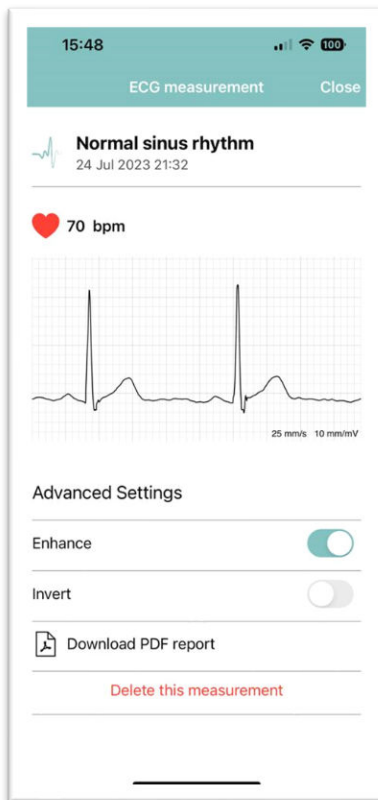 15:48
100
ECG measurement Close
Normal sinus rhythm
24 Jul 2023 21:32
70 bpm
25 mm/s 10 mm/mV
Advanced Settings
Enhance
Invert
Download PDF report
Delete this measurement